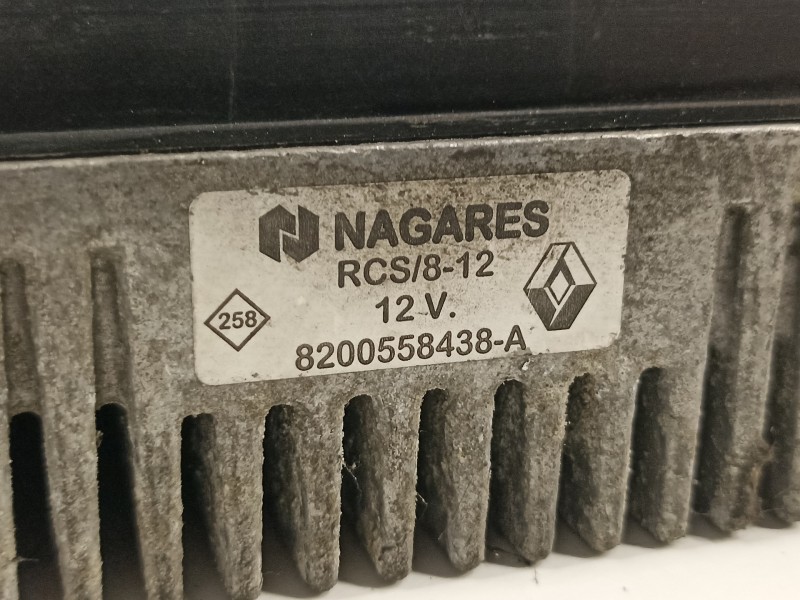 NAGARES
RCS/8-12
12 V.
258
8200558438-A